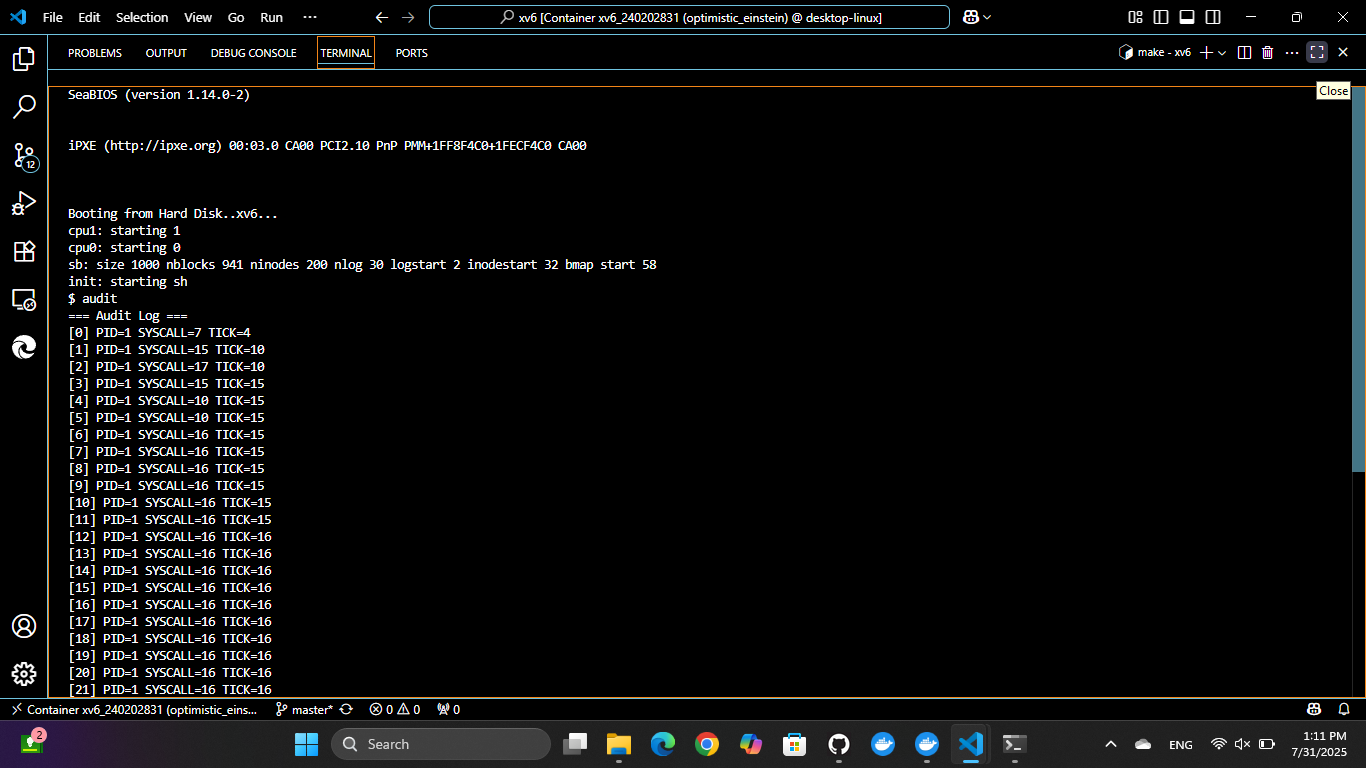 File Edit Selection View Go Run ··· xv6 [Container xv6_240202831 (optimistic_einstein) @ desktop-linux]
PROBLEMS OUTPUT DEBUG CONSOLE TERMINAL PORTS make - xv6
Close
SeaBIOS (version 1.14.0-2)
iPXE (http://ipxe.org) 00:03.0 CA00 PCI2.10 PnP PMM+1FF8F4C0+1FECF4C0 CA00
Booting from Hard Disk..xv6...
cpu1: starting 1
cpu0: starting 0
sb: size 1000 nblocks 941 ninodes 200 nlog 30 logstart 2 inodestart 32 bmap start 58
init: starting sh
$ audit
=== Audit Log ===
[0] PID=1 SYSCALL=7 TICK=4
[1] PID=1 SYSCALL=15 TICK=10
[2] PID=1 SYSCALL=17 TICK=10
[3] PID=1 SYSCALL=15 TICK=15
[4] PID=1 SYSCALL=10 TICK=15
[5] PID=1 SYSCALL=10 TICK=15
[6] PID=1 SYSCALL=16 TICK=15
[7] PID=1 SYSCALL=16 TICK=15
[8] PID=1 SYSCALL=16 TICK=15
[9] PID=1 SYSCALL=16 TICK=15
[10] PID=1 SYSCALL=16 TICK=15
[11] PID=1 SYSCALL=16 TICK=15
[12] PID=1 SYSCALL=16 TICK=16
[13] PID=1 SYSCALL=16 TICK=16
[14] PID=1 SYSCALL=16 TICK=16
[15] PID=1 SYSCALL=16 TICK=16
[16] PID=1 SYSCALL=16 TICK=16
[17] PID=1 SYSCALL=16 TICK=16
[18] PID=1 SYSCALL=16 TICK=16
[19] PID=1 SYSCALL=16 TICK=16
[20] PID=1 SYSCALL=16 TICK=16
[21] PID=1 SYSCALL=16 TICK=16
12
Container xv6_240202831 (optimistic_eins... master* 0 0 0
2 Search ENG 1:11 PM
7/31/2025